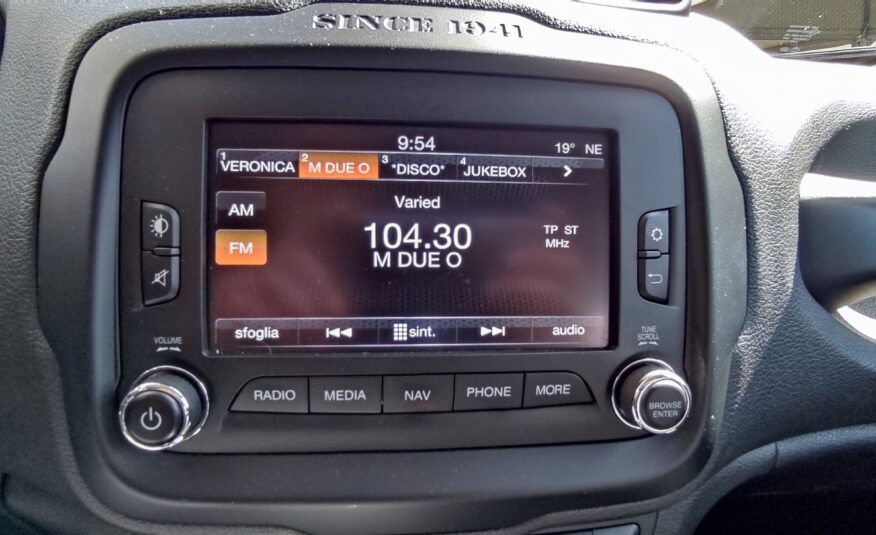 SINCE 1941
9:54
19° NE
1 VERONICA 2 M DUE O 3 *DISCO* 4 JUKEBOX >
AM
Varied
FM
104.30
TP ST
MHz
M DUE O
sfoglia sint. audio
VOLUME
TUNE
SCROLL
RADIO MEDIA NAV PHONE MORE
BROWSE
ENTER